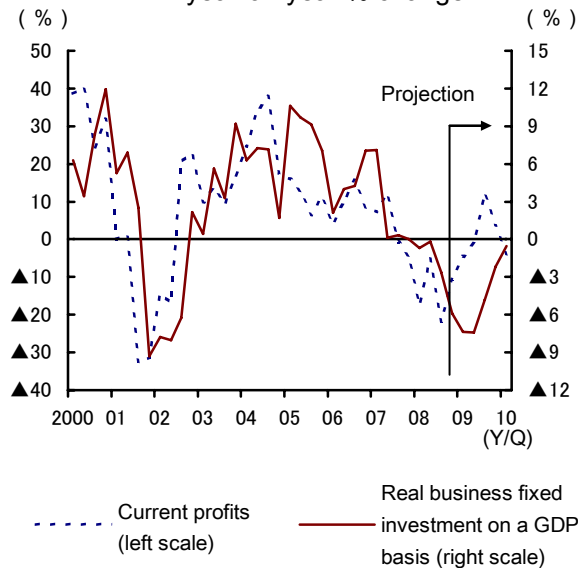 ( % )
( % )
50
40
30
20
10
0
▲10
▲20
▲30
▲40
15
12
9
6
3
0
▲3
▲6
▲9
▲12
Projection
2000 01 02 03 04 05 06 07 08 09 10
(Y/Q)
Current profits
(left scale)
Real business fixed
investment on a GDP
basis (right scale)